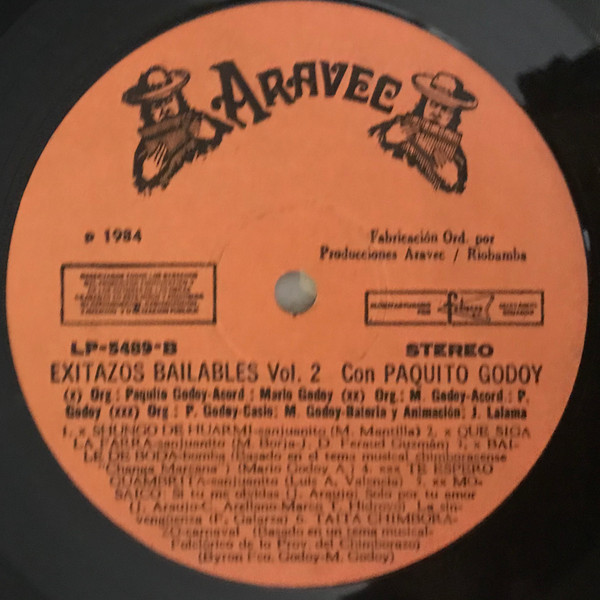 ARAVEC
p 1984
Fabricación Ord. por
Producciones Aravec / Riobamba
LP-5489-B
STEREO
EXITAZOS BAILABLES Vol. 2 Con PAQUITO GODOY
(x) Org: Paquito Godoy-Acord: Mario Godoy (xx) Org: M. Godoy-Acord: P.
Godoy (xxx) Org: P. Godoy-Casio: M. Godoy-Batería y Animación: J. Lalama
1. x SHUNGO DE HUARMI-sanjuanito (M. Mantilla) 2. x QUE SIGA
LA FARRA-sanjuanito (M. Borja-J. D. Feraud Guzmán) 3. x BAI-
LE DE BODA-bomba (Basado en el tema musical chimboracense
(Mario Godoy A.) 4. xxx TE ESPERO
GUAMBRITA-sanjuanito (Luis A. Valencia) 5. xx MO-
SAICO: Si tu me olvidas (J. Araujo) Solo por tu amor
(J. Araujo-C. Arellano Marco T. Hidrovo) La sin-
vengüenza (P. Galarza) 6. TAITA CHIMBORA-
ZO-carnaval (Basado en un tema musical-
Folclórico de la Prov. del Chimborazo)
(Byron Fco. Godoy-M. Godoy)